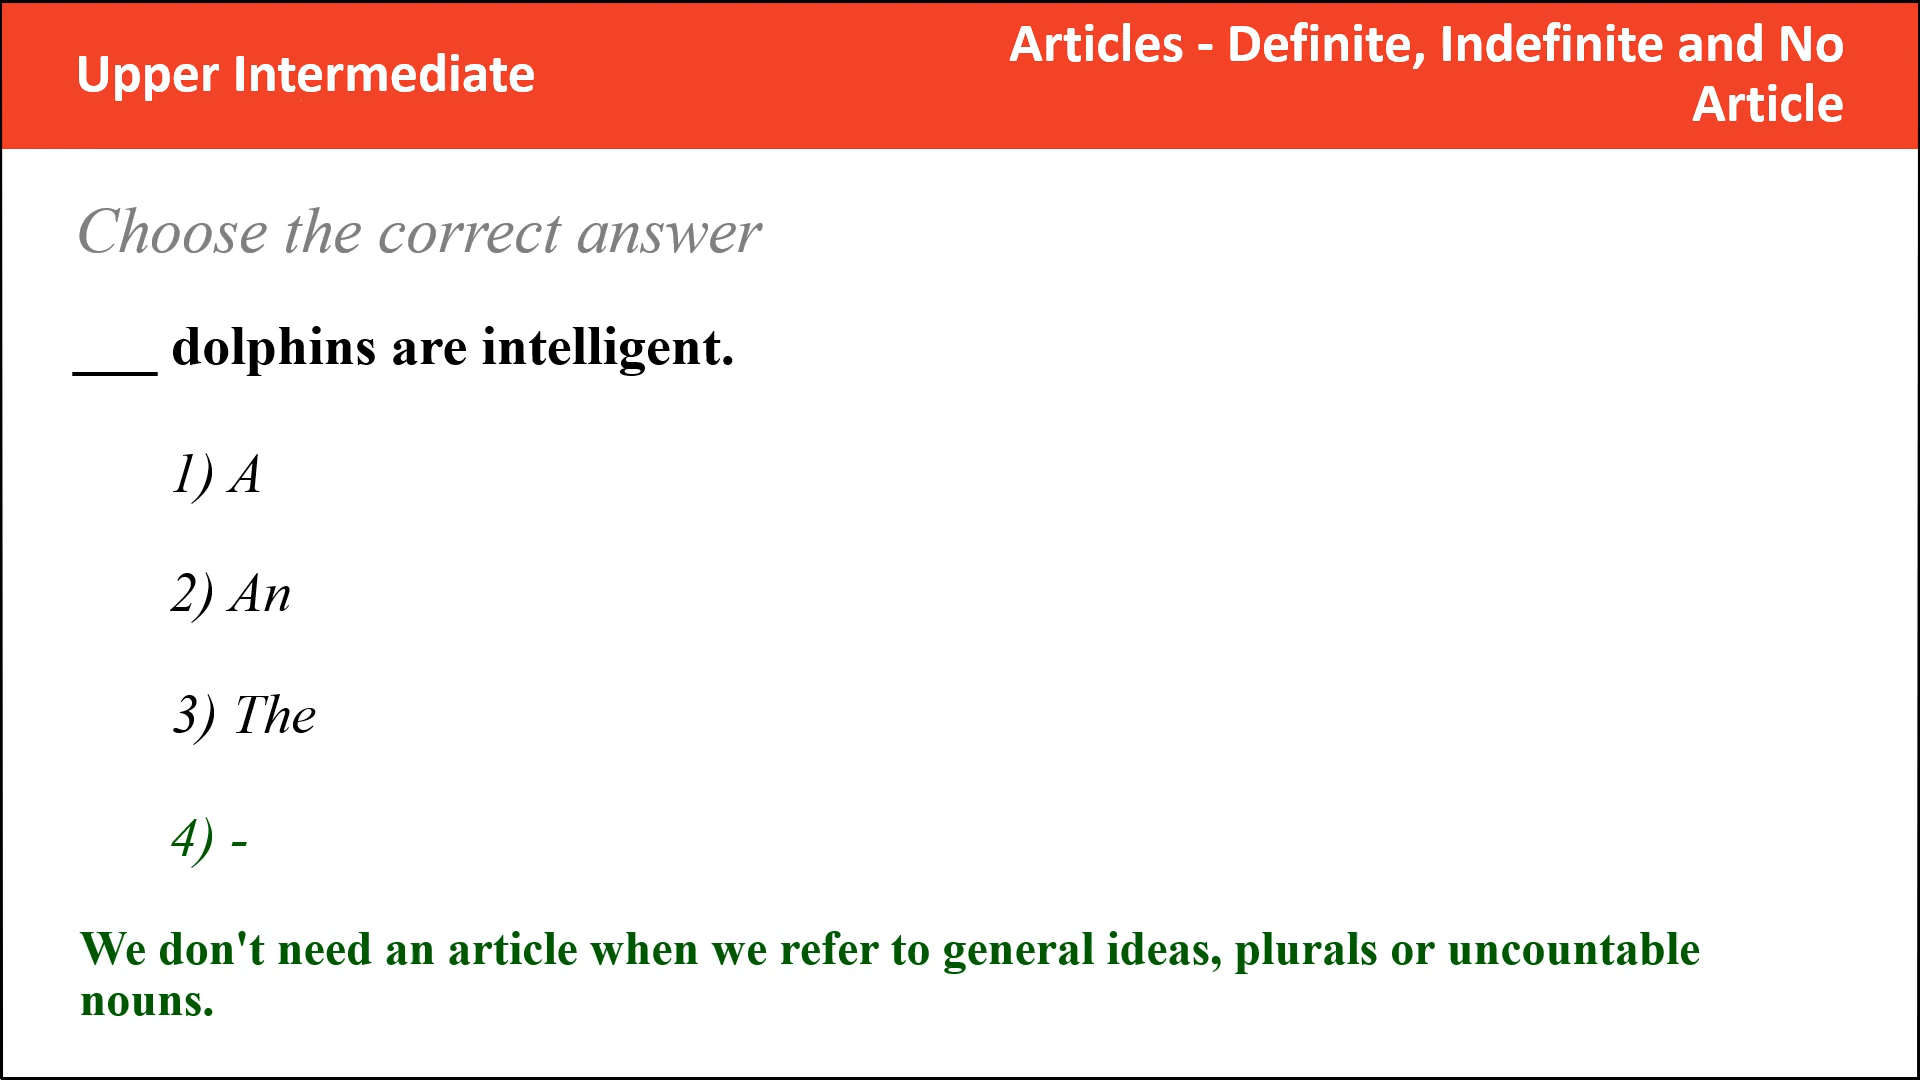 Upper Intermediate
Articles - Definite, Indefinite and No
Article
Choose the correct answer
___ dolphins are intelligent.
1) A
2) An
3) The
4) -
We don't need an article when we refer to general ideas, plurals or uncountable
nouns.